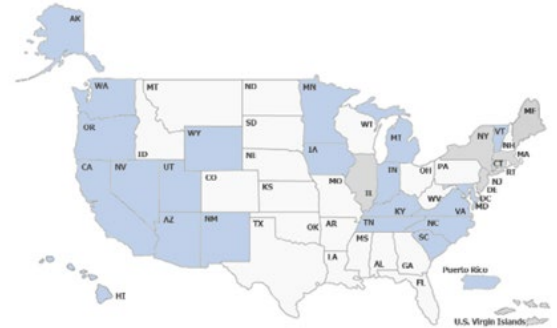 AK
WA
MT
ND
MN
ME
OR
ID
WY
SD
WI
MI
NY
VT
NH
MA
CT
RI
CA
NV
UT
CO
NE
IA
IL
IN
OH
PA
NJ
DE
DC
MD
WV
VA
KS
MO
KY
NC
TN
SC
AZ
NM
TX
OK
AR
LA
MS
AL
GA
FL
HI
Puerto Rico
U.S. Virgin Islands